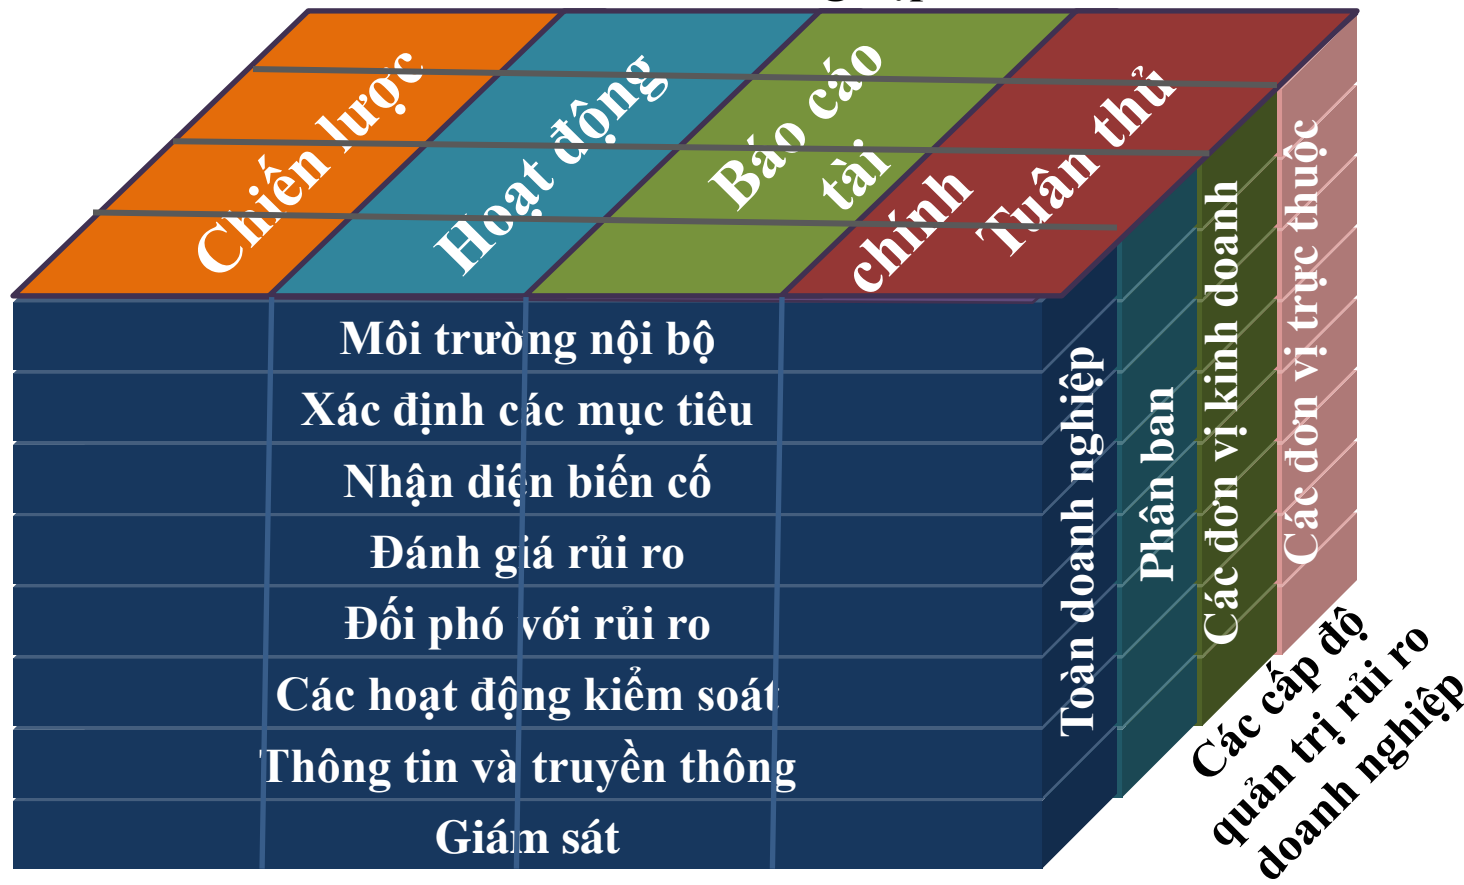 Chiến lược
Hoạt động
Báo cáo
tài
chính
Tuân thủ
Môi trường nội bộ
Xác định các mục tiêu
Nhận diện biến cố
Đánh giá rủi ro
Đối phó với rủi ro
Các hoạt động kiểm soát
Thông tin và truyền thông
Giám sát
Toàn doanh nghiệp
Phân ban
Các đơn vị kinh doanh
Các đơn vị trực thuộc
Các cấp độ
quản trị rủi ro
doanh nghiệp